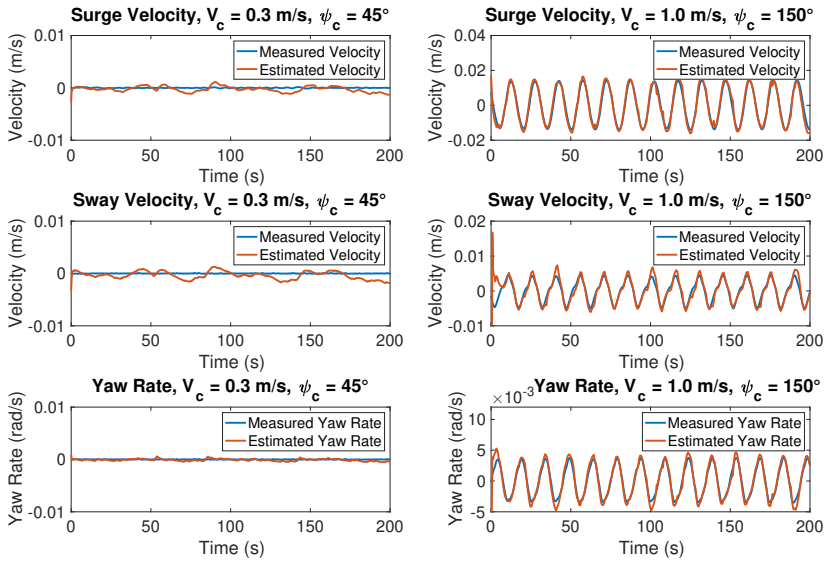 Surge Velocity, V_c = 0.3 m/s, ψ_c = 45°
0.01
0
-0.01
Velocity (m/s)
Measured Velocity
Estimated Velocity
0 50 100 150 200
Time (s)
Surge Velocity, V_c = 1.0 m/s, ψ_c = 150°
0.04
0.02
0
-0.02
Velocity (m/s)
Measured Velocity
Estimated Velocity
0 50 100 150 200
Time (s)
Sway Velocity, V_c = 0.3 m/s, ψ_c = 45°
0.01
0
-0.01
Velocity (m/s)
Measured Velocity
Estimated Velocity
0 50 100 150 200
Time (s)
Sway Velocity, V_c = 1.0 m/s, ψ_c = 150°
0.02
0.01
0
-0.01
Velocity (m/s)
Measured Velocity
Estimated Velocity
0 50 100 150 200
Time (s)
Yaw Rate, V_c = 0.3 m/s, ψ_c = 45°
0.01
0
-0.01
Yaw Rate (rad/s)
Measured Yaw Rate
Estimated Yaw Rate
0 50 100 150 200
Time (s)
Yaw Rate, V_c = 1.0 m/s, ψ_c = 150°
×10^-3
10
5
0
-5
Yaw Rate (rad/s)
Measured Yaw Rate
Estimated Yaw Rate
0 50 100 150 200
Time (s)